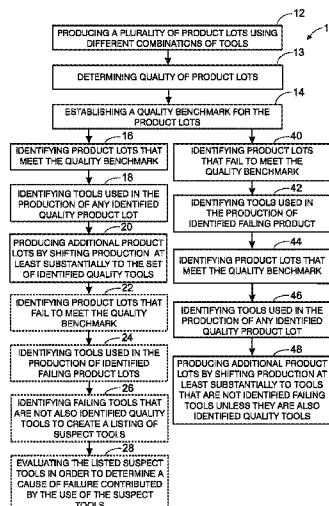 12
PRODUCING A PLURALITY OF PRODUCT LOTS USING
DIFFERENT COMBINATIONS OF TOOLS
1
13
DETERMINING QUALITY OF PRODUCT LOTS
14
ESTABLISHING A QUALITY BENCHMARK FOR THE
PRODUCT LOTS
16
IDENTIFYING PRODUCT LOTS THAT
MEET THE QUALITY BENCHMARK
18
IDENTIFYING TOOLS USED IN THE
PRODUCTION OF ANY IDENTIFIED
QUALITY PRODUCT LOT
20
PRODUCING ADDITIONAL PRODUCT
LOTS BY SHIFTING PRODUCTION AT
LEAST SUBSTANTIALLY TO THE SET
OF IDENTIFIED QUALITY TOOLS
22
IDENTIFYING PRODUCT LOTS THAT
FAIL TO MEET THE QUALITY
BENCHMARK
24
IDENTIFYING TOOLS USED IN THE
PRODUCTION OF IDENTIFIED
FAILING PRODUCT LOTS
26
IDENTIFYING FAILING TOOLS THAT
ARE NOT ALSO IDENTIFIED QUALITY
TOOLS TO CREATE A LISTING OF
SUSPECT TOOLS
28
EVALUATING THE LISTED SUSPECT
TOOLS IN ORDER TO DETERMINE A
CAUSE OF FAILURE CONTRIBUTED
BY THE USE OF THE SUSPECT
TOOLS
40
IDENTIFYING PRODUCT LOTS
THAT FAIL TO MEET THE QUALITY
BENCHMARK
42
IDENTIFYING TOOLS USED IN
THE PRODUCTION OF
IDENTIFIED FAILING PRODUCT
44
IDENTIFYING PRODUCT LOTS THAT
MEET THE QUALITY BENCHMARK
46
IDENTIFYING TOOLS USED IN THE
PRODUCTION OF ANY IDENTIFIED
QUALITY PRODUCT LOT
48
PRODUCING ADDITIONAL PRODUCT
LOTS BY SHIFTING PRODUCTION AT
LEAST SUBSTANTIALLY TO TOOLS
THAT ARE NOT IDENTIFIED FAILING
TOOLS UNLESS THEY ARE ALSO
IDENTIFIED QUALITY TOOLS